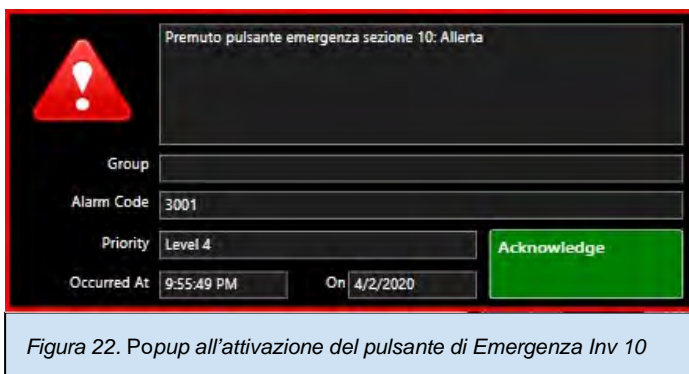 Premuto pulsante emergenza sezione 10: Allerta
Group
Alarm Code 3001
Priority Level 4
Acknowledge
Occurred At 9:55:49 PM On 4/2/2020
Figura 22. Popup all'attivazione del pulsante di Emergenza Inv 10